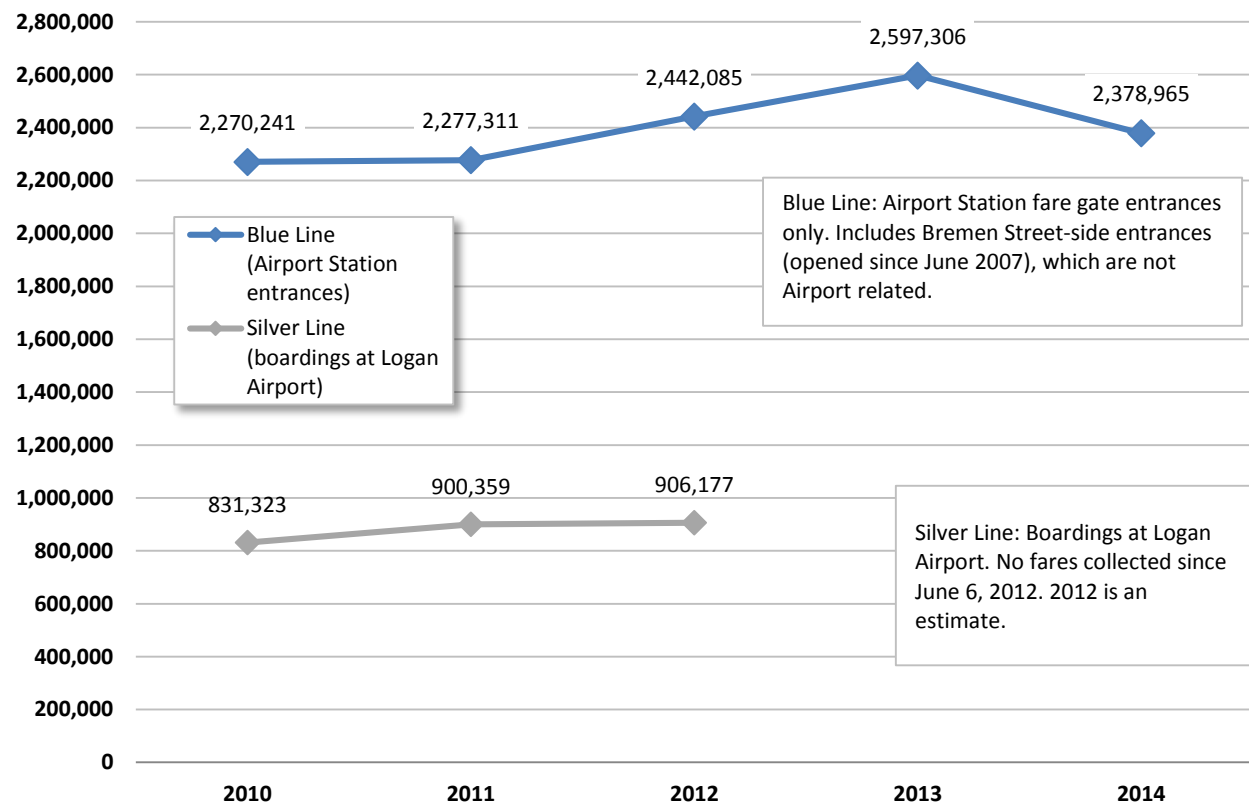 2,800,000
2,600,000
2,400,000
2,200,000
2,000,000
1,800,000
1,600,000
1,400,000
1,200,000
1,000,000
800,000
600,000
400,000
200,000
0
2,270,241
2,277,311
2,442,085
2,597,306
2,378,965
Blue Line
(Airport Station
entrances)
Silver Line
(boardings at Logan
Airport)
Blue Line: Airport Station fare gate entrances
only. Includes Bremen Street-side entrances
(opened since June 2007), which are not
Airport related.
831,323
900,359
906,177
Silver Line: Boardings at Logan
Airport. No fares collected since
June 6, 2012. 2012 is an
estimate.
2010
2011
2012
2013
2014